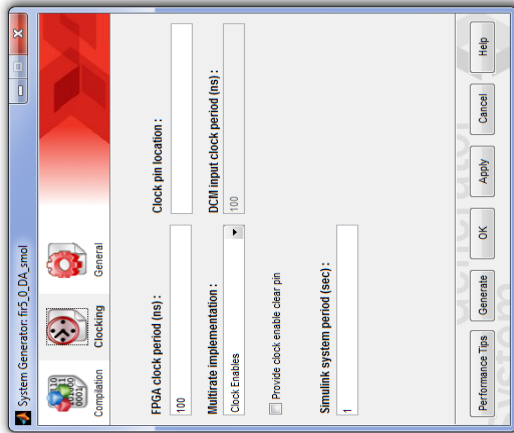 System Generator: fir5_0_DA_smol
Compilation
Clocking
General
FPGA clock period (ns) :
Clock pin location :
100
Multirate implementation :
DCM input clock period (ns) :
Clock Enables
100
Provide clock enable clear pin
Simulink system period (sec) :
1
Performance Tips
Generate
OK
Apply
Cancel
Help